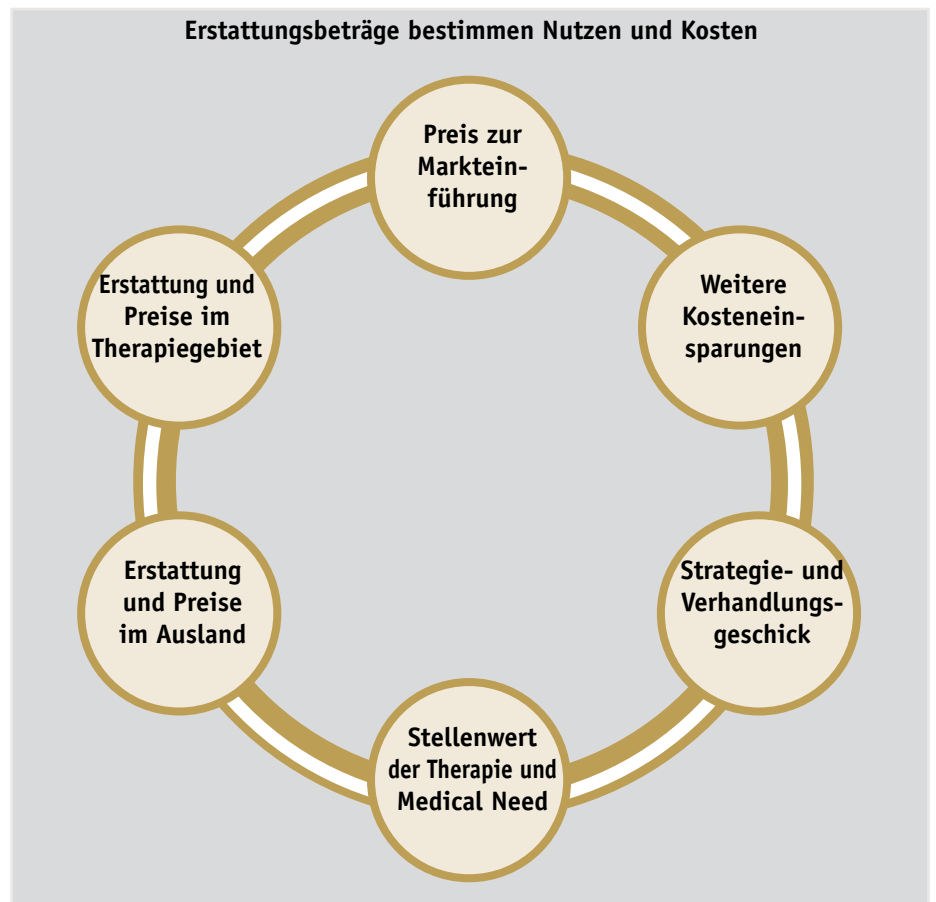 Erstattungsbeträge bestimmen Nutzen und Kosten
Preis zur
Marktein-
führung
Weitere
Kostenein-
sparungen
Strategie- und
Verhandlungs-
geschick
Stellenwert
der Therapie und
Medical Need
Erstattung
und Preise
im Ausland
Erstattung und
Preise im
Therapiegebiet